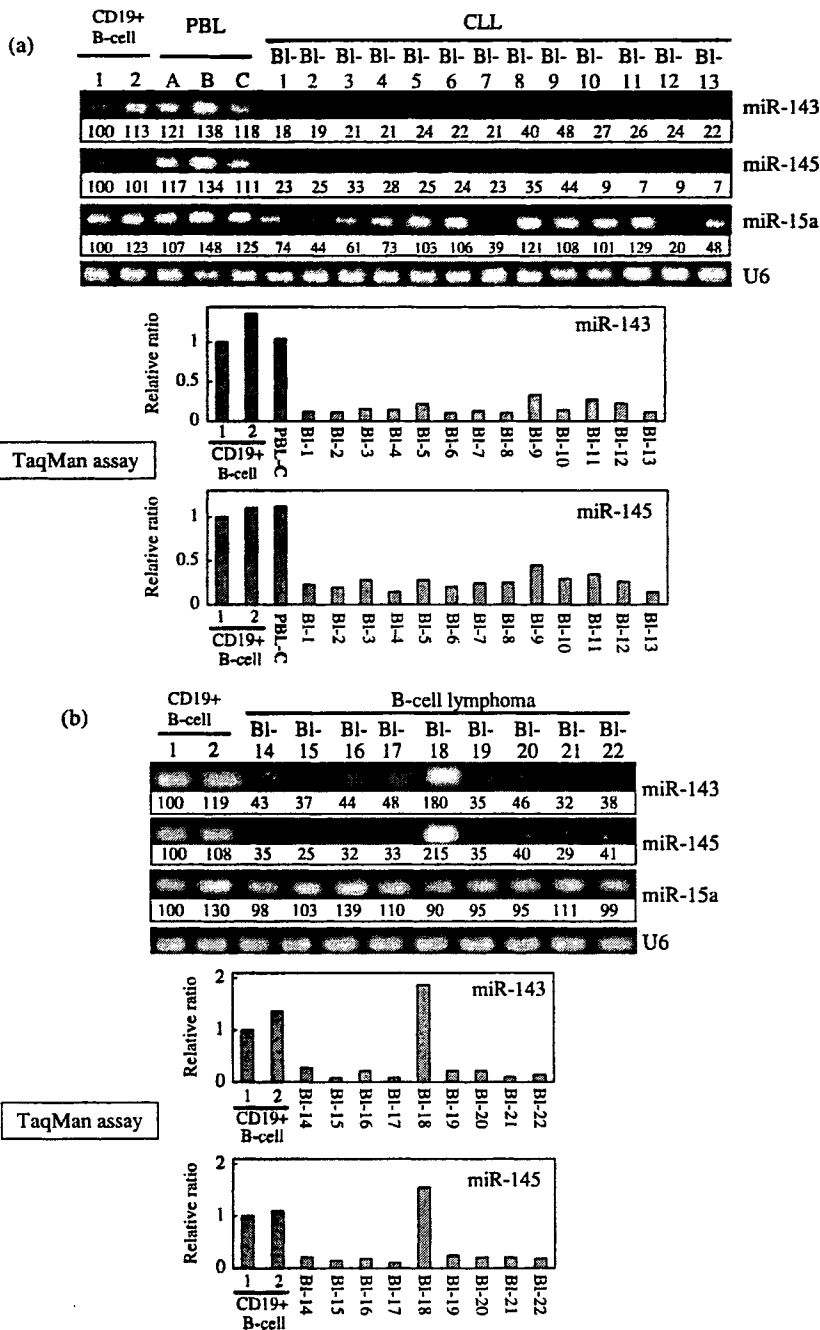 (a)
CD19+ B-cell PBL CLL
Bl- Bl- Bl- Bl- Bl- Bl- Bl- Bl- Bl- Bl- Bl- Bl- Bl-
1 2 A B C 1 2 3 4 5 6 7 8 9 10 11 12 13
miR-143
100 113 121 138 118 18 19 21 21 24 22 21 40 48 27 26 24 22
miR-145
100 101 117 134 111 23 25 33 28 25 24 23 35 44 9 7 9 7
miR-15a
100 123 107 148 125 74 44 61 73 103 106 39 121 108 101 129 20 48
U6
TaqMan assay
miR-143
Relative ratio
1
0.5
0
1 2 PBL-C Bl-1 Bl-2 Bl-3 Bl-4 Bl-5 Bl-6 Bl-7 Bl-8 Bl-9 Bl-10 Bl-11 Bl-12 Bl-13
CD19+
B-cell
miR-145
Relative ratio
1
0.5
0
1 2 PBL-C Bl-1 Bl-2 Bl-3 Bl-4 Bl-5 Bl-6 Bl-7 Bl-8 Bl-9 Bl-10 Bl-11 Bl-12 Bl-13
CD19+
B-cell
(b)
CD19+ B-cell B-cell lymphoma
Bl- Bl- Bl- Bl- Bl- Bl- Bl- Bl- Bl-
1 2 14 15 16 17 18 19 20 21 22
miR-143
100 119 43 37 44 48 180 35 46 32 38
miR-145
100 108 35 25 32 33 215 35 40 29 41
miR-15a
100 130 98 103 139 110 90 95 95 111 99
U6
TaqMan assay
miR-143
Relative ratio
2
1
0
1 2 Bl-14 Bl-15 Bl-16 Bl-17 Bl-18 Bl-19 Bl-20 Bl-21 Bl-22
CD19+
B-cell
miR-145
Relative ratio
2
1
0
1 2 Bl-14 Bl-15 Bl-16 Bl-17 Bl-18 Bl-19 Bl-20 Bl-21 Bl-22
CD19+
B-cell